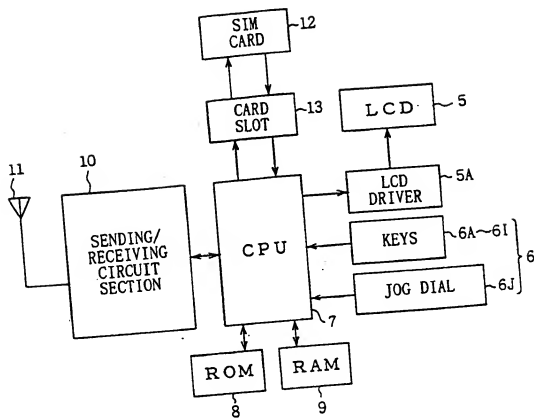 SIM
CARD
12
CARD
SLOT
13
LCD
5
11
10
SENDING/
RECEIVING
CIRCUIT
SECTION
CPU
7
LCD
DRIVER
5A
KEYS
6A~6I
6
JOG DIAL
6J
ROM
8
RAM
9